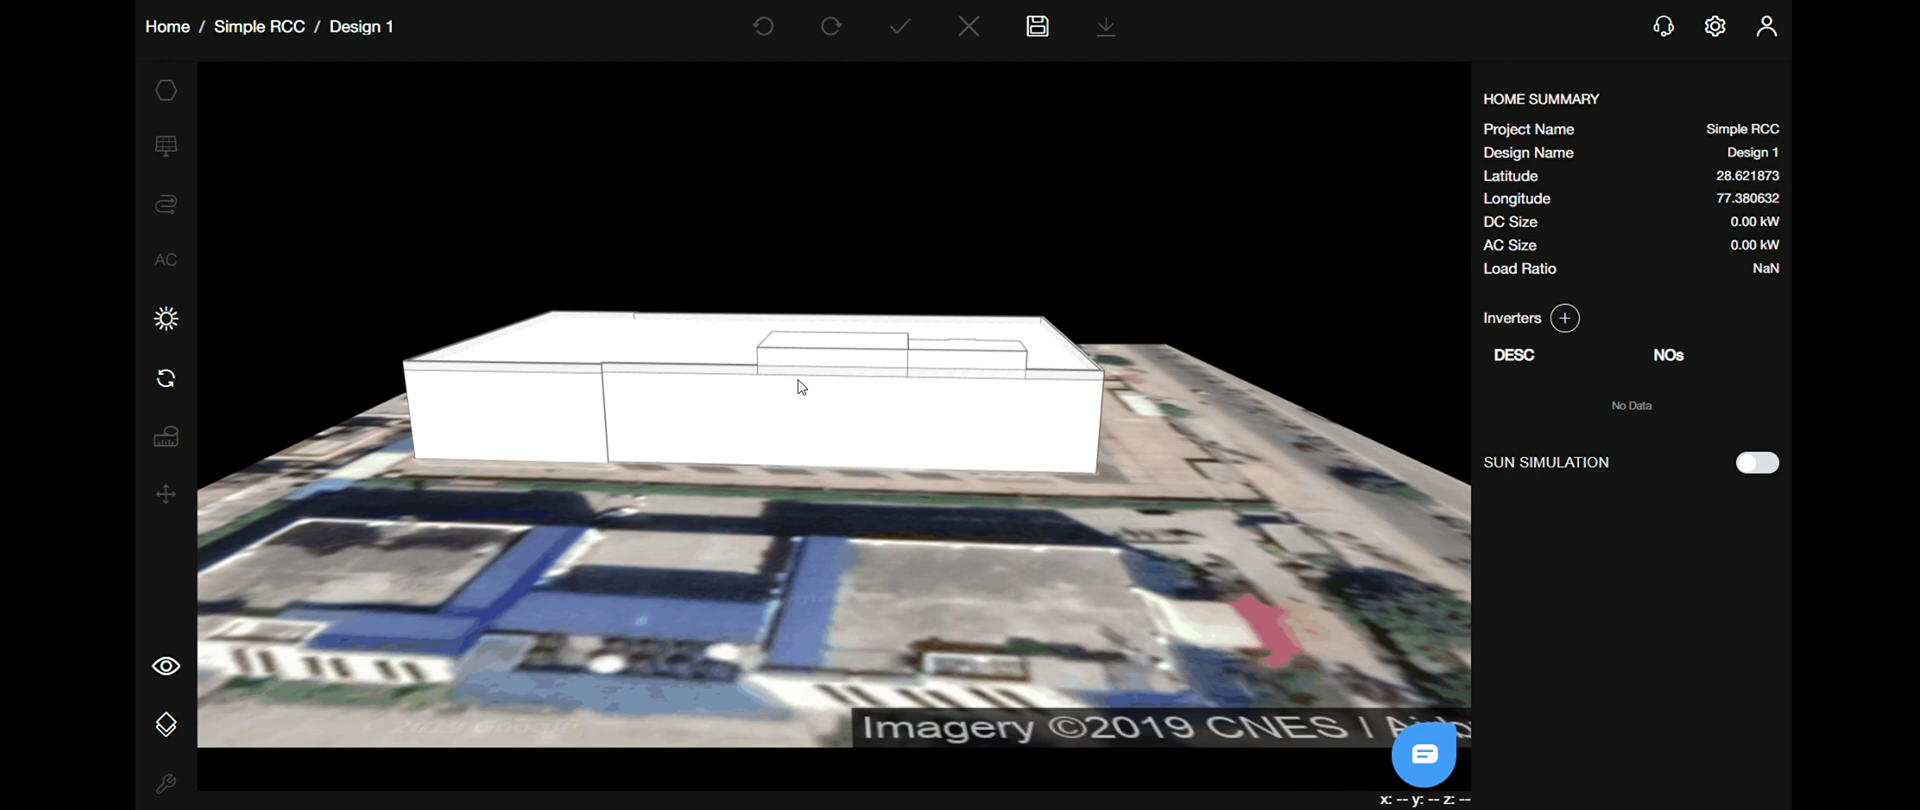 Home / Simple RCC / Design 1
AC
HOME SUMMARY
Project Name Simple RCC
Design Name Design 1
Latitude 28.621873
Longitude 77.380632
DC Size 0.00 kW
AC Size 0.00 kW
Load Ratio NaN
Inverters
DESC NOs
No Data
SUN SIMULATION
Imagery ©2019 CNES /
x: -- y: -- z: --